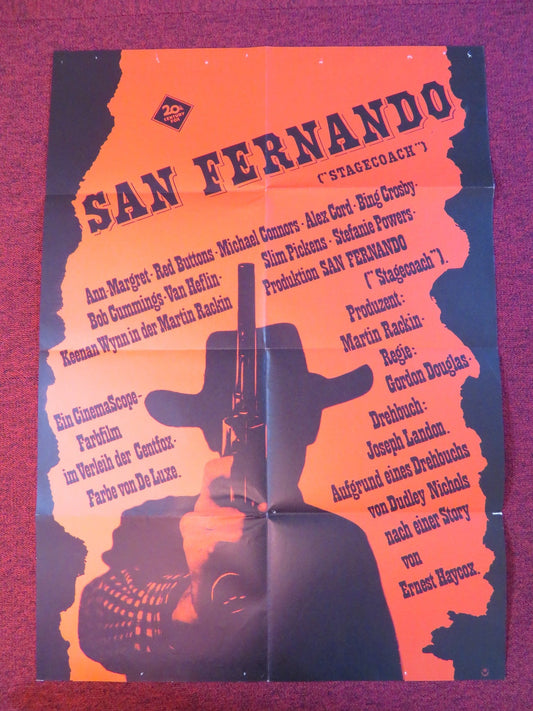 20th
CENTURY
FOX
SAN FERNANDO
("STAGECOACH")
Ann-Margret · Red Buttons · Michael Connors · Alex Cord · Bing Crosby ·
Bob Cummings · Van Heflin · Slim Pickens · Stefanie Powers ·
Keenan Wynn in der Martin Rackin Produktion SAN FERNANDO
("Stagecoach").
Produzent:
Martin Rackin.
Regie:
Gordon Douglas.
Drehbuch:
Joseph Landon.
Aufgrund eines Drehbuchs
von Dudley Nichols
nach einer Story
von
Ernest Haycox.
Ein CinemaScope-
Farbfilm
im Verleih der Centfox.
Farbe von De Luxe.